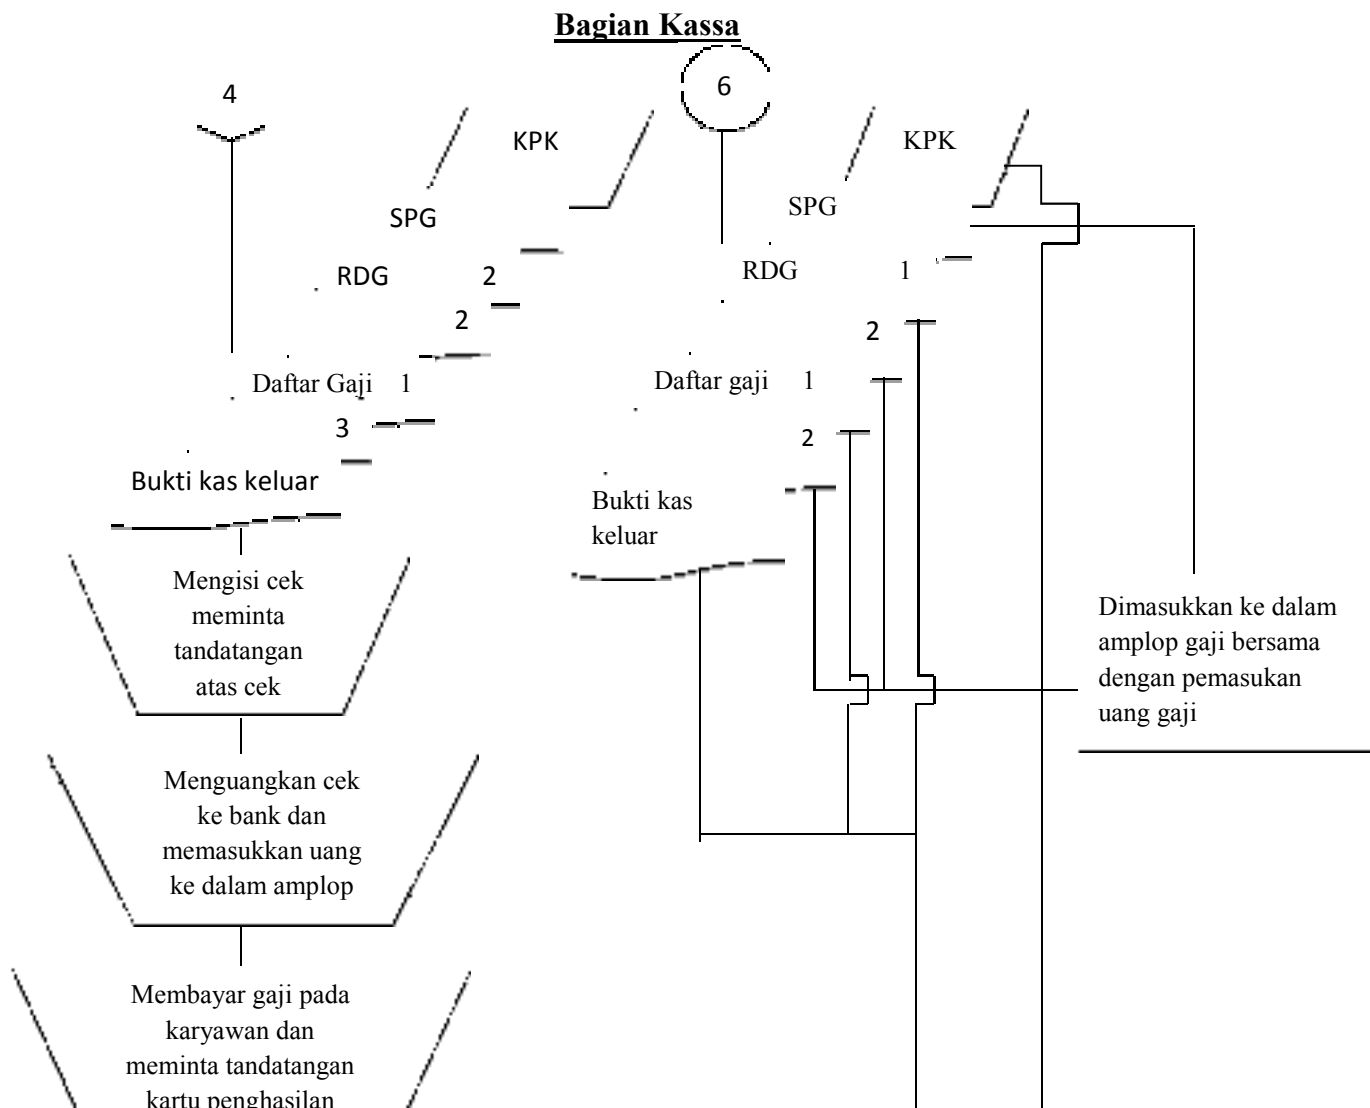 Bagian Kassa
4
KPK
SPG
RDG 2
2
Daftar Gaji 1
3
Bukti kas keluar
Mengisi cek
meminta
tandatangan
atas cek
Menguangkan cek
ke bank dan
memasukkan uang
ke dalam amplop
Membayar gaji pada
karyawan dan
meminta tandatangan
kartu penghasilan
6
KPK
SPG
RDG 1
2
Daftar gaji 1
2
Bukti kas
keluar
Dimasukkan ke dalam
amplop gaji bersama
dengan pemasukan
uang gaji